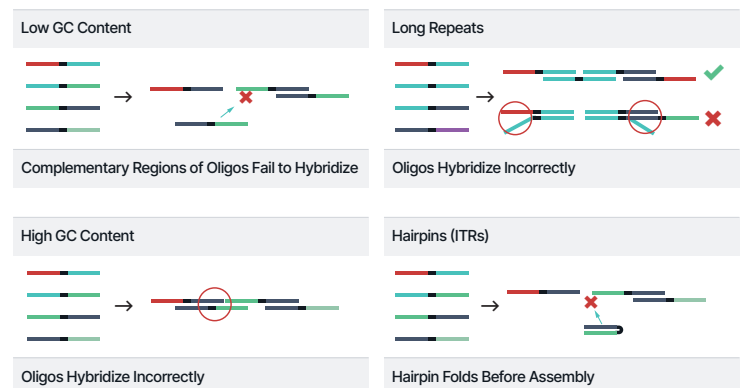 Low GC Content
Long Repeats
Complementary Regions of Oligos Fail to Hybridize
Oligos Hybridize Incorrectly
High GC Content
Hairpins (ITRs)
Oligos Hybridize Incorrectly
Hairpin Folds Before Assembly